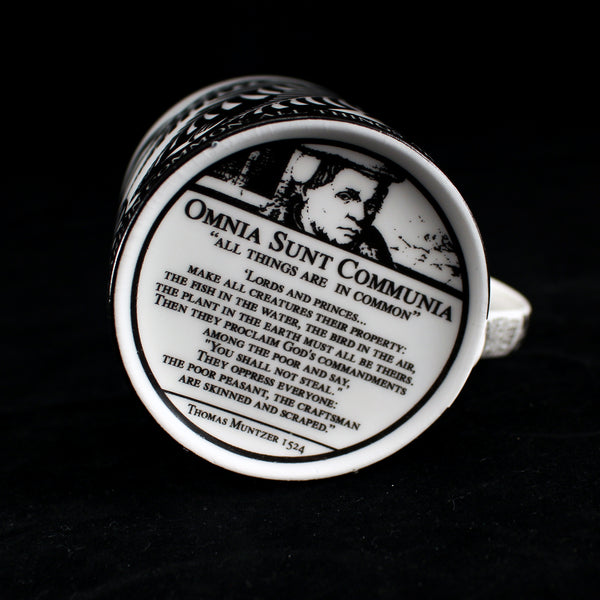 COMMON ALL THIN
OMNIA SUNT COMMUNIA
"ALL THINGS ARE IN COMMON"
'LORDS AND PRINCES...
MAKE ALL CREATURES THEIR PROPERTY:
THE FISH IN THE WATER, THE BIRD IN THE AIR,
THE PLANT IN THE EARTH MUST ALL BE THEIRS.
THEN THEY PROCLAIM GOD'S COMMANDMENTS
AMONG THE POOR AND SAY,
"YOU SHALL NOT STEAL."
THEY OPPRESS EVERYONE:
THE POOR PEASANT, THE CRAFTSMAN
ARE SKINNED AND SCRAPED."
THOMAS MUNTZER 1524